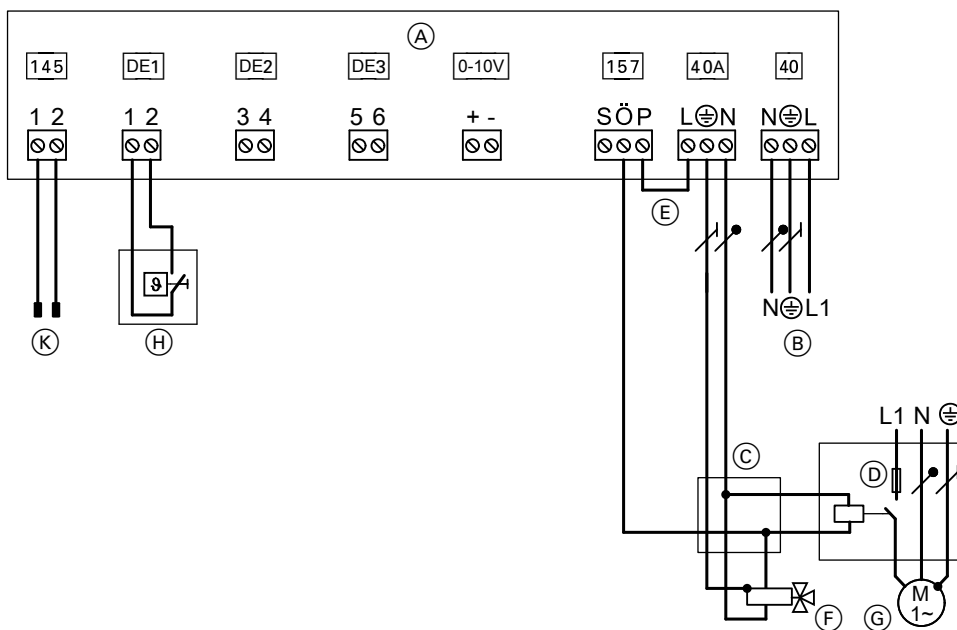 A
145 DE1 DE2 DE3 0-10V 157 40A 40
1 2 1 2 3 4 5 6 + - S Ö P L N N L
E
N L1
K H B
L1 N
C
D
M
1~
F G
ϑ